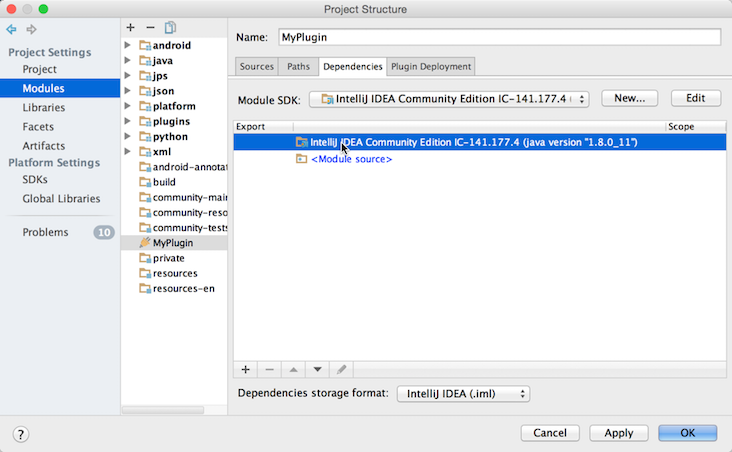 Project Structure
Project Settings
Project
Modules
Libraries
Facets
Artifacts
Platform Settings
SDKs
Global Libraries
Problems 10
android
java
jps
json
platform
plugins
python
xml
android-annotat
build
community-mai
community-reso
community-tests
MyPlugin
private
resources
resources-en
Name: MyPlugin
Sources Paths Dependencies Plugin Deployment
Module SDK: IntelliJ IDEA Community Edition IC-141.177.4 ( New... Edit
Export Scope
IntelliJ IDEA Community Edition IC-141.177.4 (java version "1.8.0_11")
<Module source>
Dependencies storage format: IntelliJ IDEA (.iml)
? Cancel Apply OK